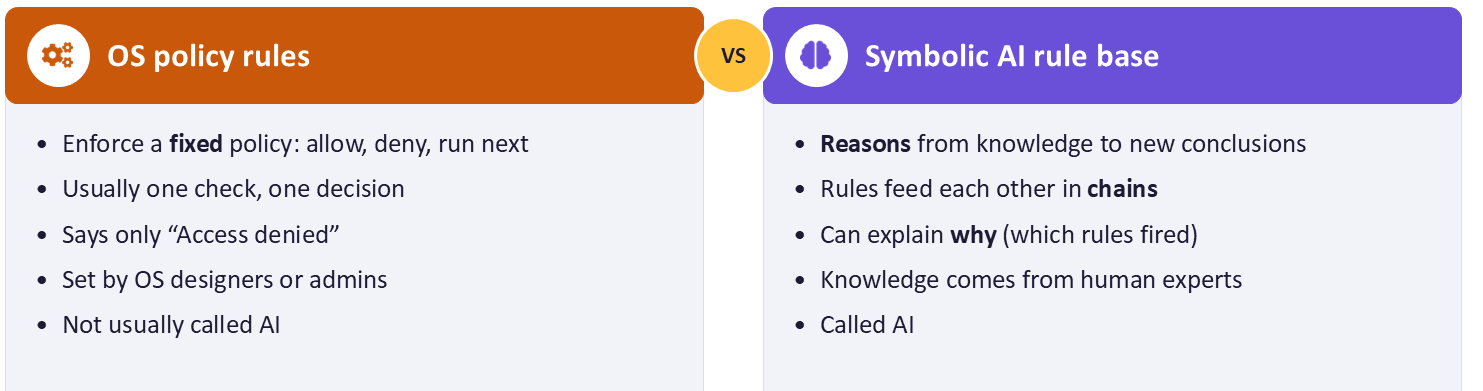 OS policy rules
VS
Symbolic AI rule base
• Enforce a fixed policy: allow, deny, run next
• Usually one check, one decision
• Says only “Access denied”
• Set by OS designers or admins
• Not usually called AI
• Reasons from knowledge to new conclusions
• Rules feed each other in chains
• Can explain why (which rules fired)
• Knowledge comes from human experts
• Called AI